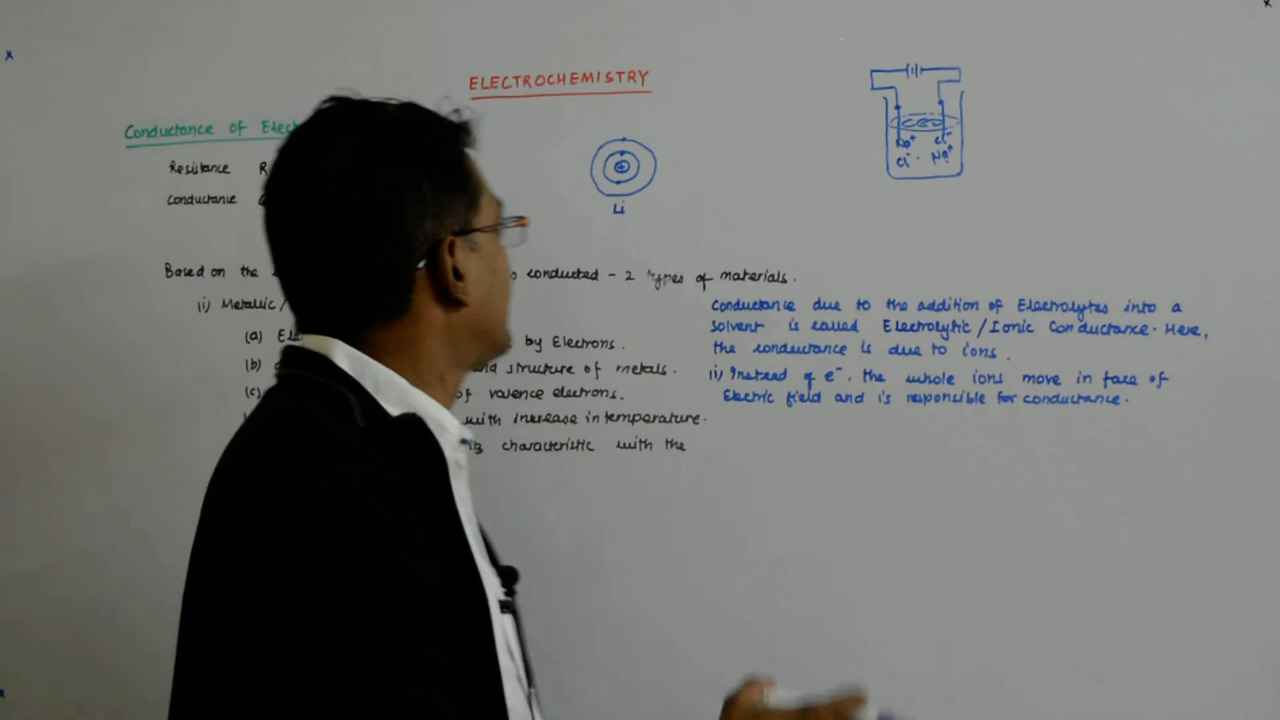 ELECTROCHEMISTRY
Conductance of Elect
Resistance R
Conductance
Li
Na⁺ Cl⁻
Cl⁻ Na⁺
Based on the conducted - 2 types of materials.
(i) Metallic /
(a) Ele by Electrons.
(b) structure of metals.
(c) of valence electrons.
with increase in temperature.
characteristic with the
Conductance due to the addition of Electrolytes into a
solvent is called Electrolytic / Ionic Conductance. Here,
the conductance is due to ions.
ii) Instead of e⁻, the whole ions move in face of
Electric field and is responsible for conductance.